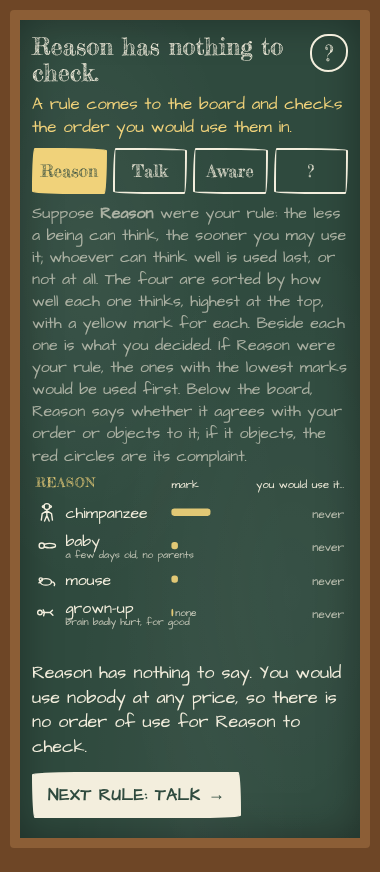 Reason has nothing to
check.
?
A rule comes to the board and checks
the order you would use them in.
Reason
Talk
Aware
?
Suppose Reason were your rule: the less
a being can think, the sooner you may use
it; whoever can think well is used last, or
not at all. The four are sorted by how
well each one thinks, highest at the top,
with a yellow mark for each. Beside each
one is what you decided. If Reason were
your rule, the ones with the lowest marks
would be used first. Below the board,
Reason says whether it agrees with your
order or objects to it; if it objects, the
red circles are its complaint.
REASON mark you would use it..
chimpanzee never
baby never
a few days old, no parents
mouse never
grown-up none never
brain badly hurt, for good
Reason has nothing to say. You would
use nobody at any price, so there is
no order of use for Reason to
check.
NEXT RULE: TALK →